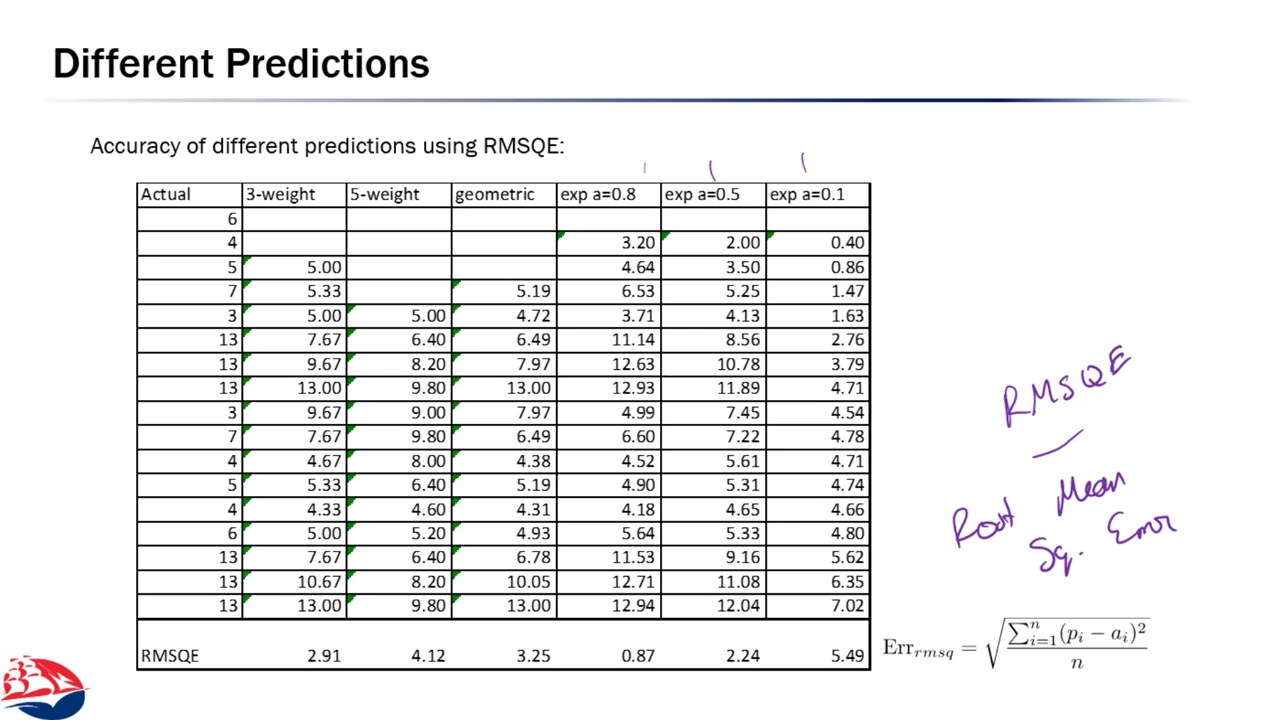 Different Predictions
Accuracy of different predictions using RMSQE:
Actual 3-weight 5-weight geometric exp a=0.8 exp a=0.5 exp a=0.1
6
4 3.20 2.00 0.40
5 5.00 4.64 3.50 0.86
7 5.33 5.19 6.53 5.25 1.47
3 5.00 5.00 4.72 3.71 4.13 1.63
13 7.67 6.40 6.49 11.14 8.56 2.76
13 9.67 8.20 7.97 12.63 10.78 3.79
13 13.00 9.80 13.00 12.93 11.89 4.71
3 9.67 9.00 7.97 4.99 7.45 4.54
7 7.67 9.80 6.49 6.60 7.22 4.78
4 4.67 8.00 4.38 4.52 5.61 4.71
5 5.33 6.40 5.19 4.90 5.31 4.74
4 4.33 4.60 4.31 4.18 4.65 4.66
6 5.00 5.20 4.93 5.64 5.33 4.80
13 7.67 6.40 6.78 11.53 9.16 5.62
13 10.67 8.20 10.05 12.71 11.08 6.35
13 13.00 9.80 13.00 12.94 12.04 7.02
RMSQE 2.91 4.12 3.25 0.87 2.24 5.49
RMSQE
Root Mean
Sq. Error
Err_rmsq = √(∑_{i=1}^{n}(p_i − a_i)² / n)